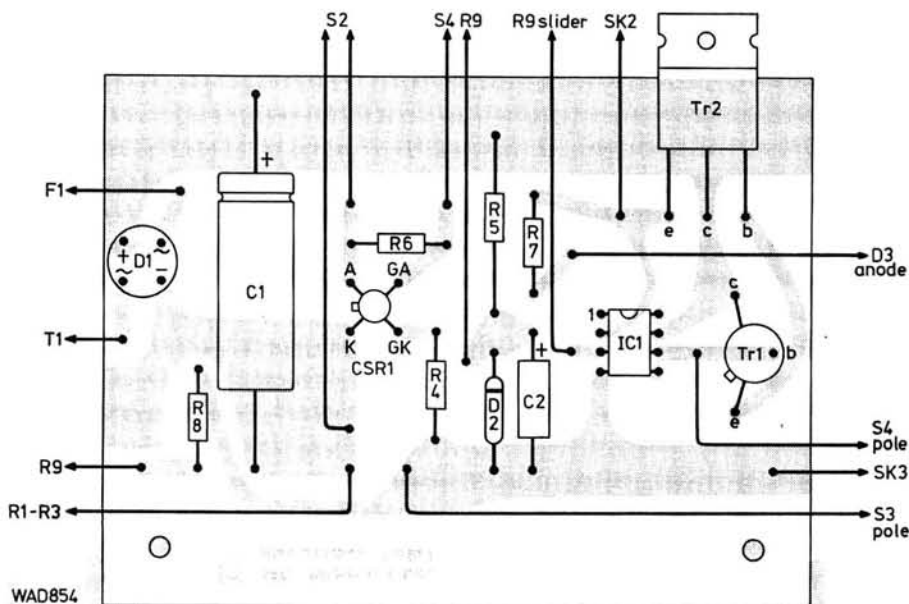 S2 S4 R9 R9 slider SK2
Tr2
+
F1
R5
R7
e c b
R6
D3
anode
+ ~
D1
~ −
C1
A GA
c
1
IC1
T1
K GK
Tr1 b
CSR1
+
R4
D2
C2
R8
e
S4
pole
R9
SK3
R1-R3
S3
pole
WAD854